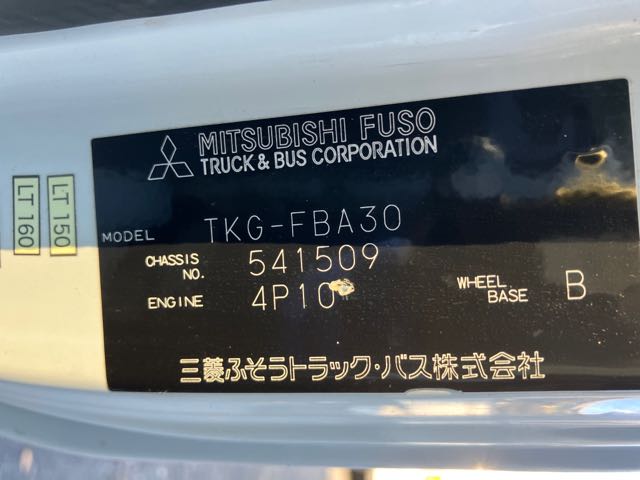 MITSUBISHI FUSO
TRUCK & BUS CORPORATION
LT 160
LT 150
MODEL TKG-FBA30
CHASSIS NO. 541509
ENGINE 4P10 WHEEL BASE B
三菱ふそうトラック・バス株式会社